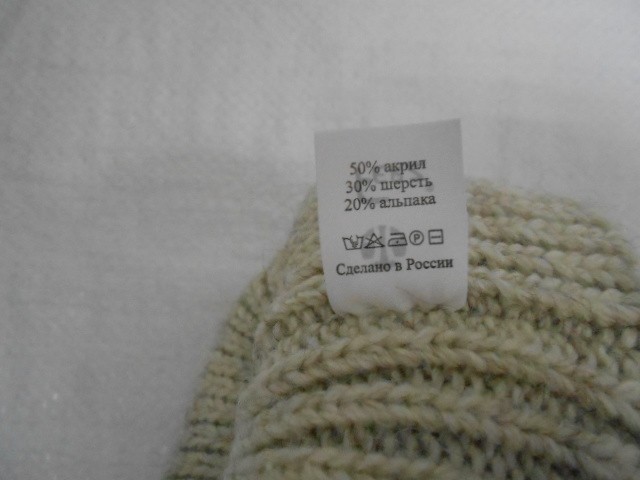 50% акрил
30% шерсть
20% альпака
P
Сделано в России